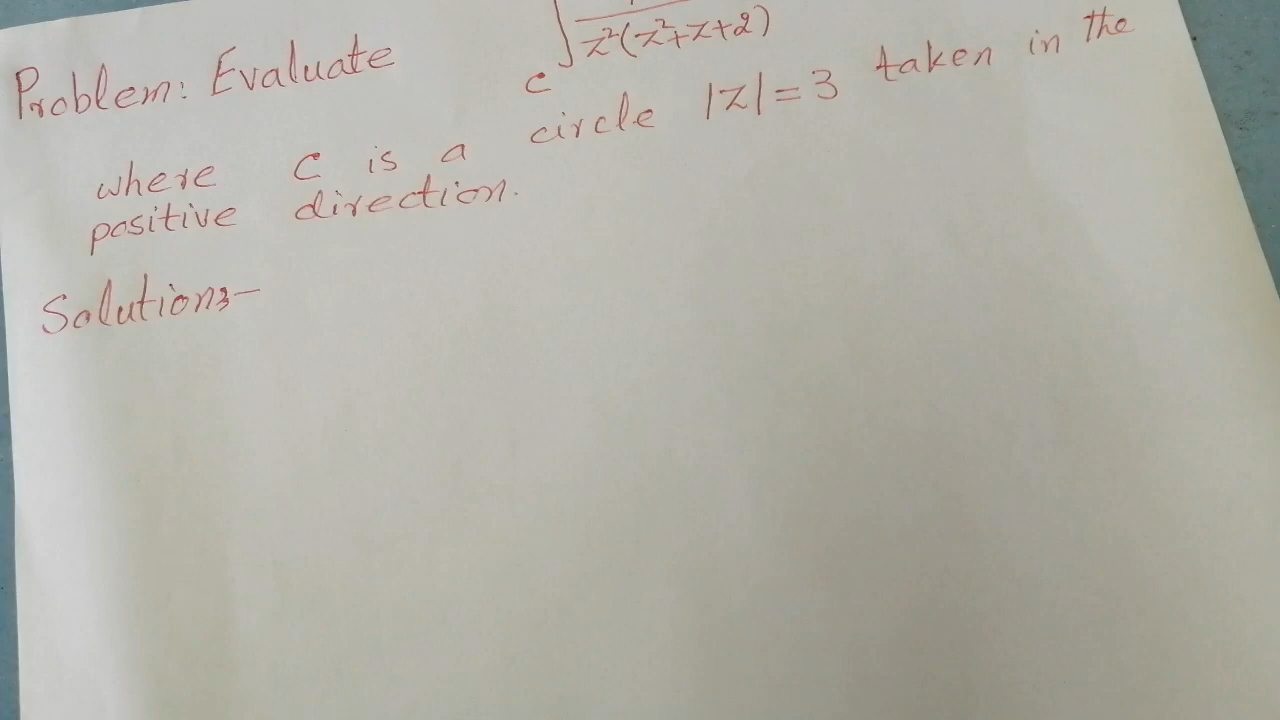 Problem: Evaluate ∫c / z²(z²+z+2)
where c is a circle |z|=3 taken in the
positive direction.
Solution:-